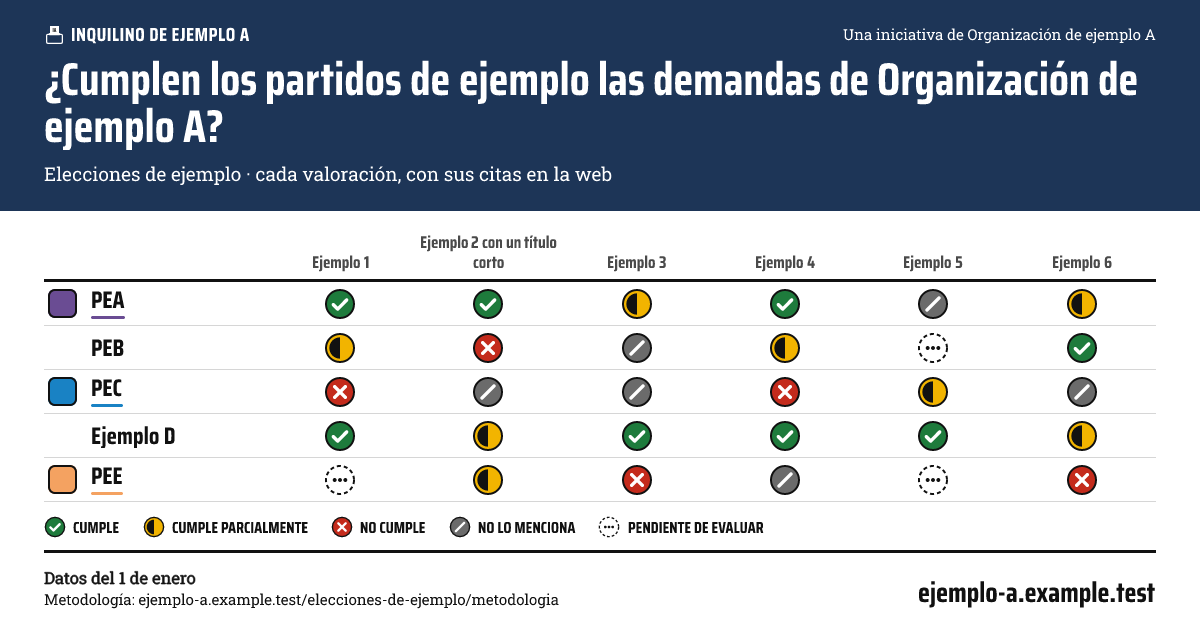 INQUILINO DE EJEMPLO A
Una iniciativa de Organización de ejemplo A
¿Cumplen los partidos de ejemplo las demandas de Organización de
ejemplo A?
Elecciones de ejemplo · cada valoración, con sus citas en la web
Ejemplo 1
Ejemplo 2 con un título
corto
Ejemplo 3
Ejemplo 4
Ejemplo 5
Ejemplo 6
PEA
PEB
PEC
Ejemplo D
PEE
CUMPLE
CUMPLE PARCIALMENTE
NO CUMPLE
NO LO MENCIONA
PENDIENTE DE EVALUAR
Datos del 1 de enero
Metodología: ejemplo-a.example.test/elecciones-de-ejemplo/metodologia
ejemplo-a.example.test